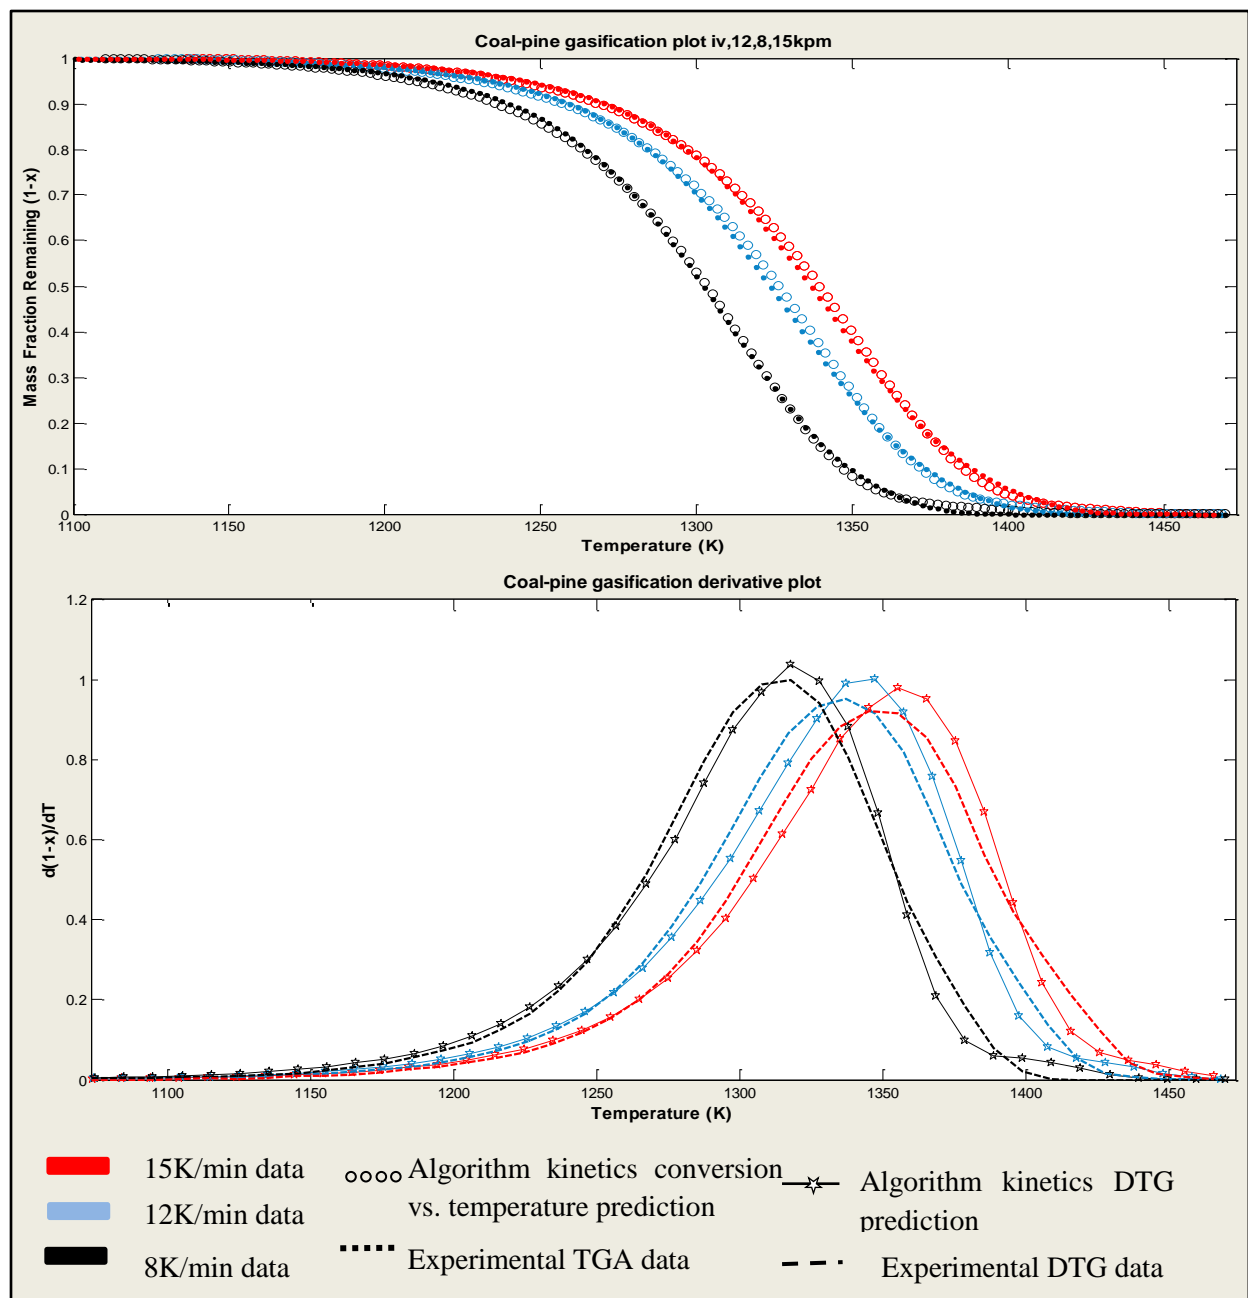 Coal-pine gasification plot iv,12,8,15kpm
Mass Fraction Remaining (1-x)
1
0.9
0.8
0.7
0.6
0.5
0.4
0.3
0.2
0.1
0
1100 1150 1200 1250 1300 1350 1400 1450
Temperature (K)
Coal-pine gasification derivative plot
d(1-x)/dT
1.2
1
0.8
0.6
0.4
0.2
0
1100 1150 1200 1250 1300 1350 1400 1450
Temperature (K)
15K/min data
12K/min data
8K/min data
Algorithm kinetics conversion
vs. temperature prediction
Experimental TGA data
Algorithm kinetics DTG
prediction
Experimental DTG data